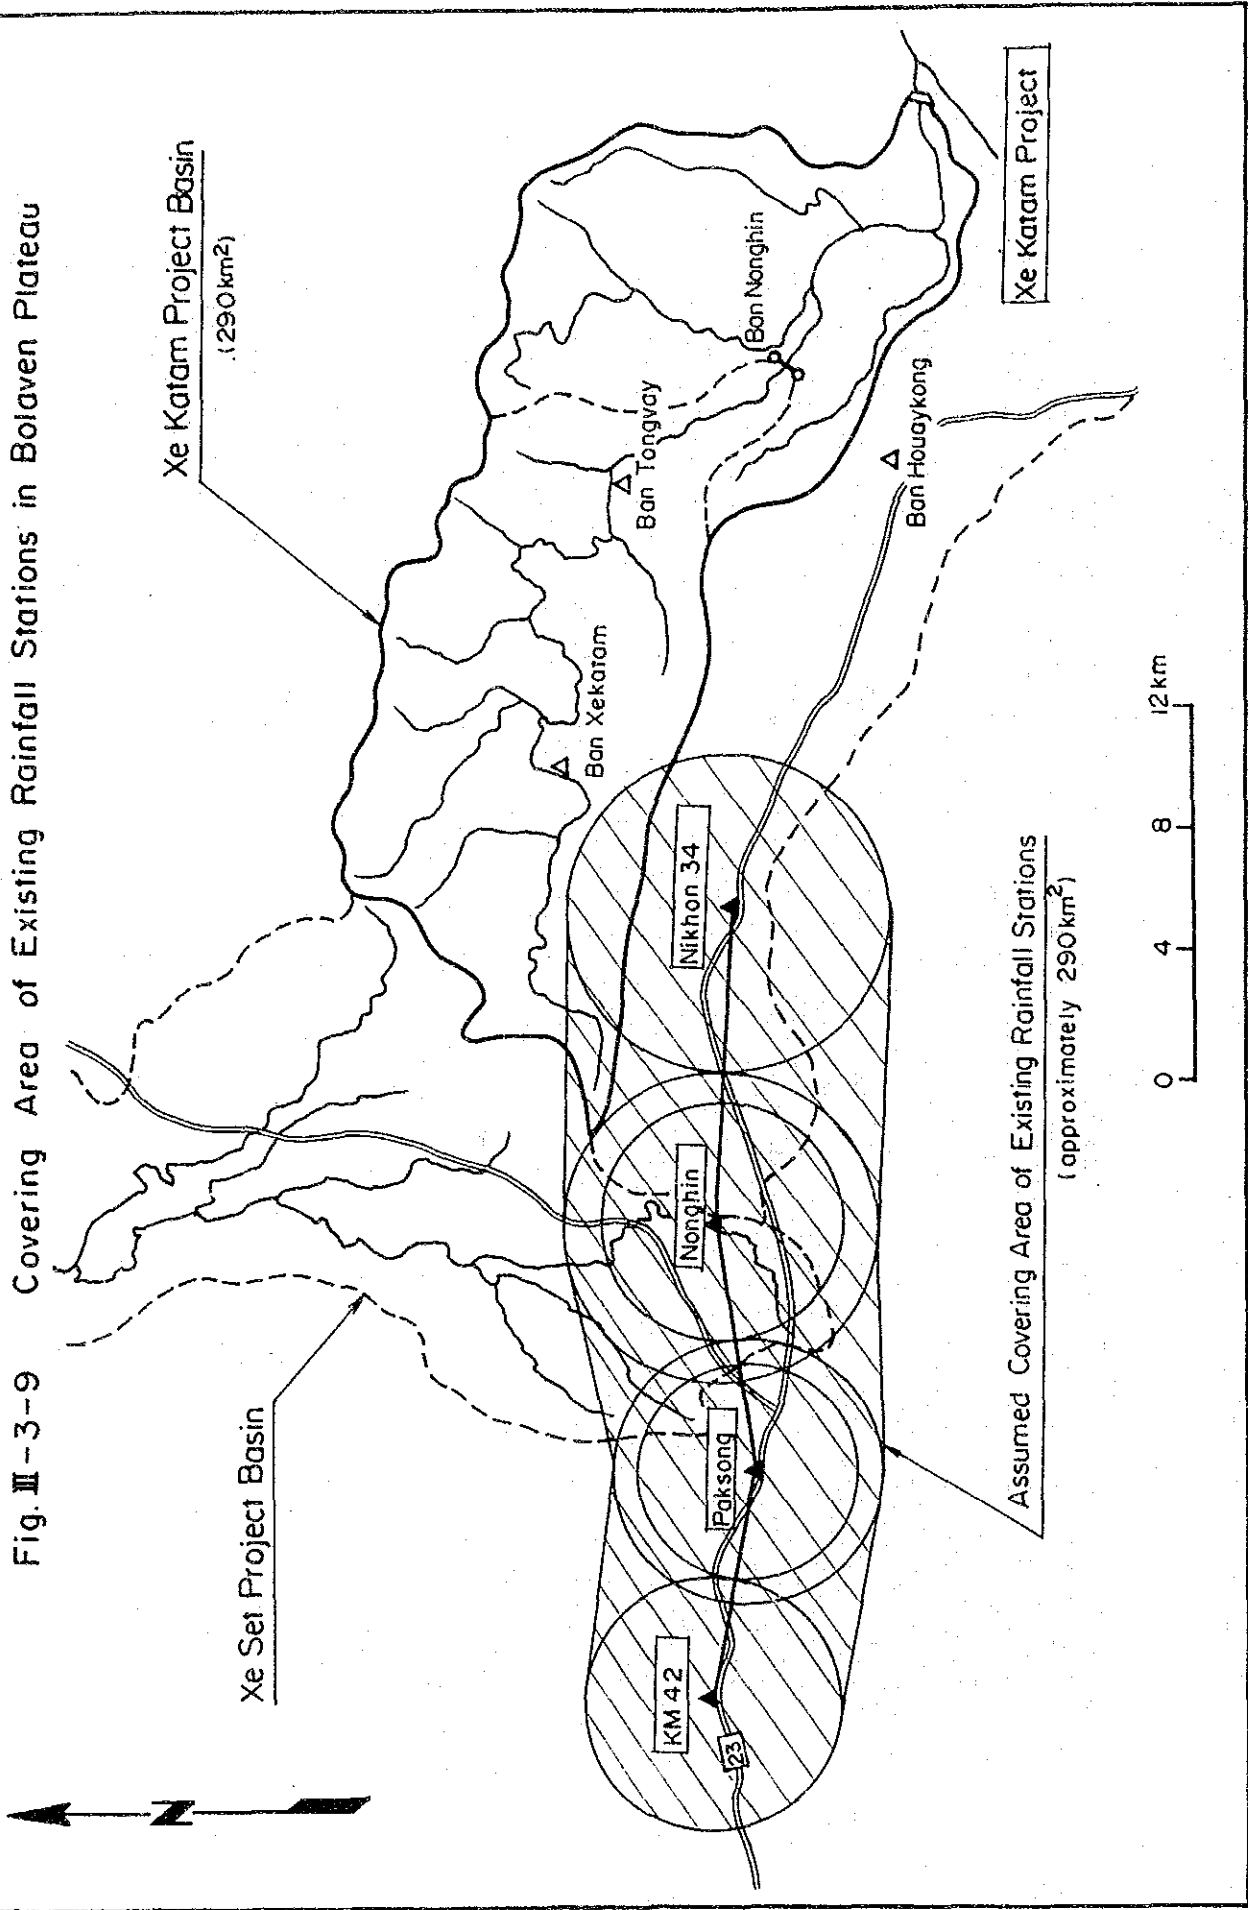 Fig. III-3-9 Covering Area of Existing Rainfall Stations in Bolaven Plateau
N
Xe Set Project Basin
Xe Katam Project Basin
(290km²)
Ban Xekatam
Ban Tongvay
Ban Nonghin
KM 42
23
Paksong
Nonghin
Nikhon 34
Ban Houaykong
Xe Katam Project
Assumed Covering Area of Existing Rainfall Stations
(approximately 290km²)
0 4 8 12km